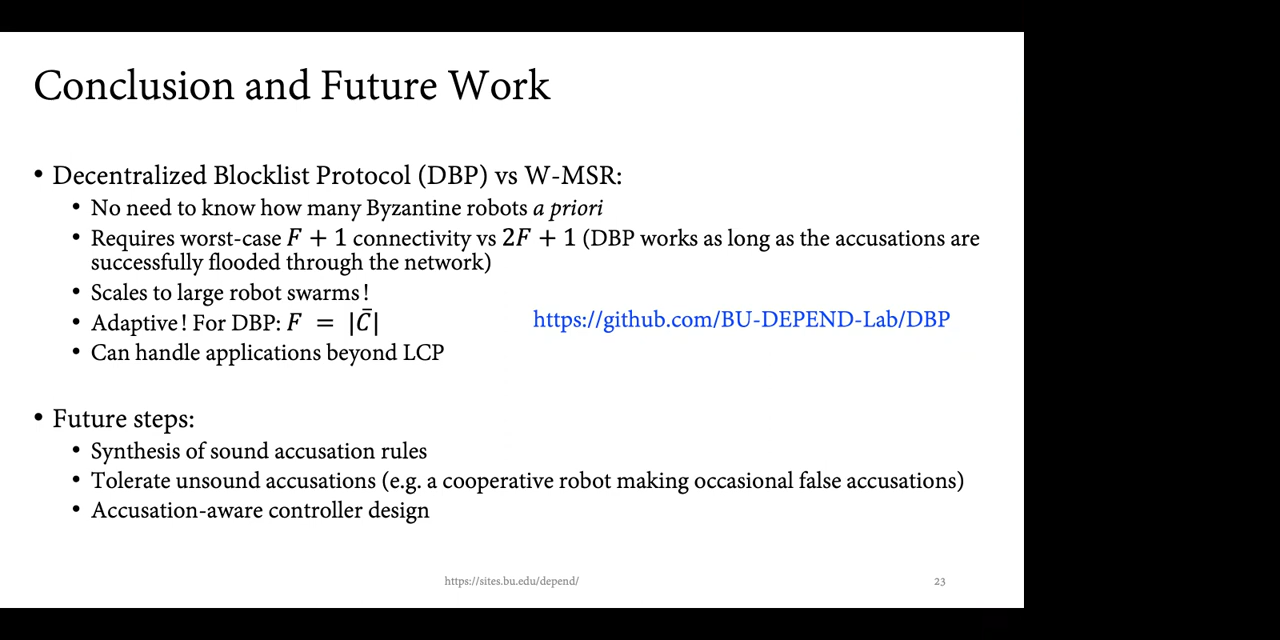 Conclusion and Future Work
• Decentralized Blocklist Protocol (DBP) vs W-MSR:
• No need to know how many Byzantine robots a priori
• Requires worst-case F + 1 connectivity vs 2F + 1 (DBP works as long as the accusations are
successfully flooded through the network)
• Scales to large robot swarms!
• Adaptive! For DBP: F = |C̄|
https://github.com/BU-DEPEND-Lab/DBP
• Can handle applications beyond LCP
• Future steps:
• Synthesis of sound accusation rules
• Tolerate unsound accusations (e.g. a cooperative robot making occasional false accusations)
• Accusation-aware controller design
https://sites.bu.edu/depend/
23